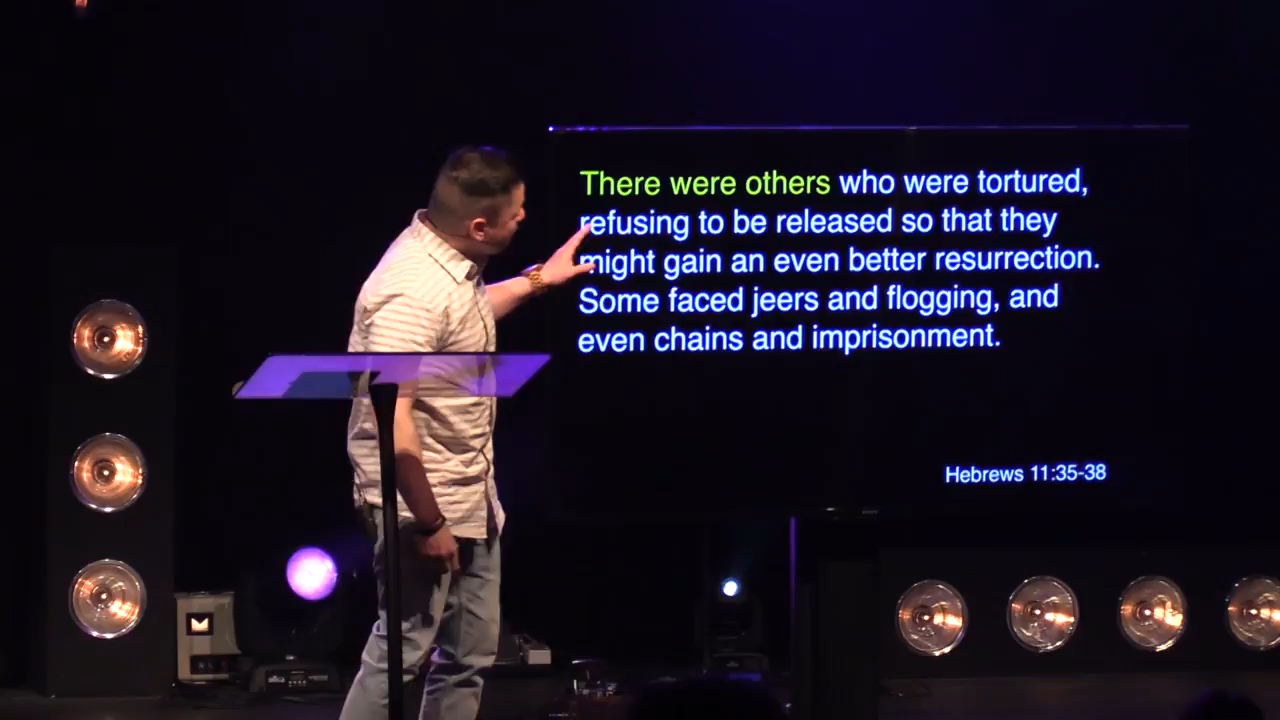 There were others who were tortured,
refusing to be released so that they
might gain an even better resurrection.
Some faced jeers and flogging, and
even chains and imprisonment.
Hebrews 11:35-38